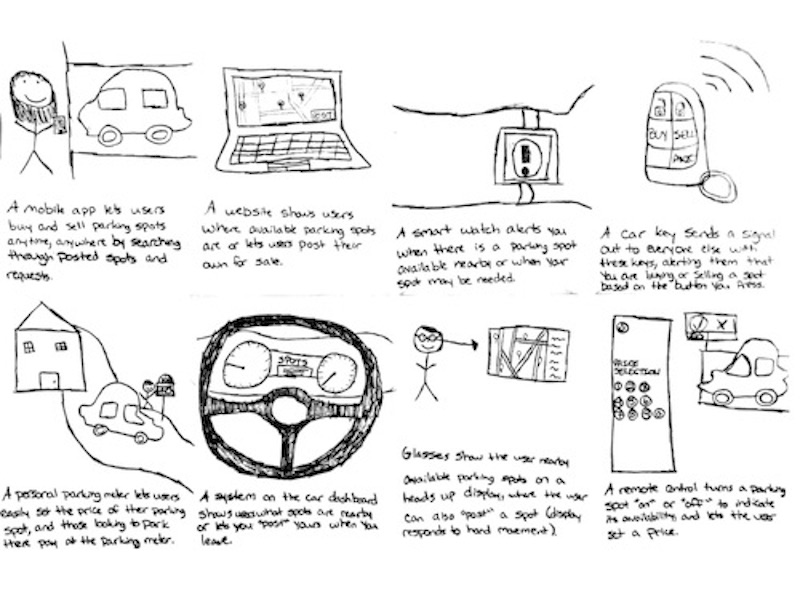 A mobile app lets users
buy and sell parking spots
anytime, anywhere by searching
through posted spots and
requests.
POST
A website shows users
where available parking spots
are or lets users post their
own for sale.
!
A smart watch alerts you
when there is a parking spot
available nearby or when your
spot may be needed.
BUY SELL
A car key sends a signal
out to everyone else with
these keys, alerting them that
you are buying or selling a spot
based on the button you press.
A personal parking meter lets users
easily set the price of their parking
spot, and those looking to park
there pay at the parking meter.
SPOTS
A system on the car dashboard
shows users what spots are nearby
or lets you "post" yours when you
leave.
Glasses show the user nearby
available parking spots on a
heads up display, where the user
can also "post" a spot (display
responds to hand movement).
PRICE
SELECTION
X
A remote control turns a parking
spot "on" or "off" to indicate
its availability and lets the user
set a price.